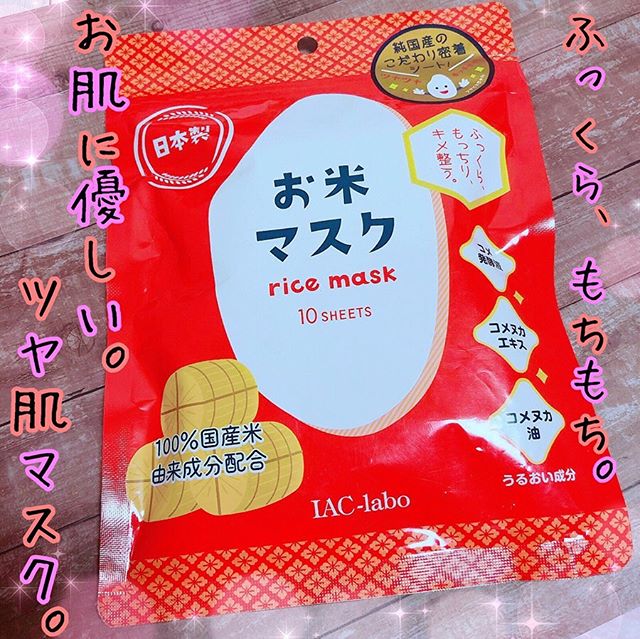 ふっくら、もちもち。
お肌に優しい。
ツヤ肌マスク。
純国産の
こだわり密着
シート!
日本製
ふっくら、
もっちり、
キメ整う。
お米
マスク
rice mask
10 SHEETS
コメ
発酵液
コメヌカ
エキス
コメヌカ
油
うるおい成分
100%国産米
由来成分配合
IAC-labo